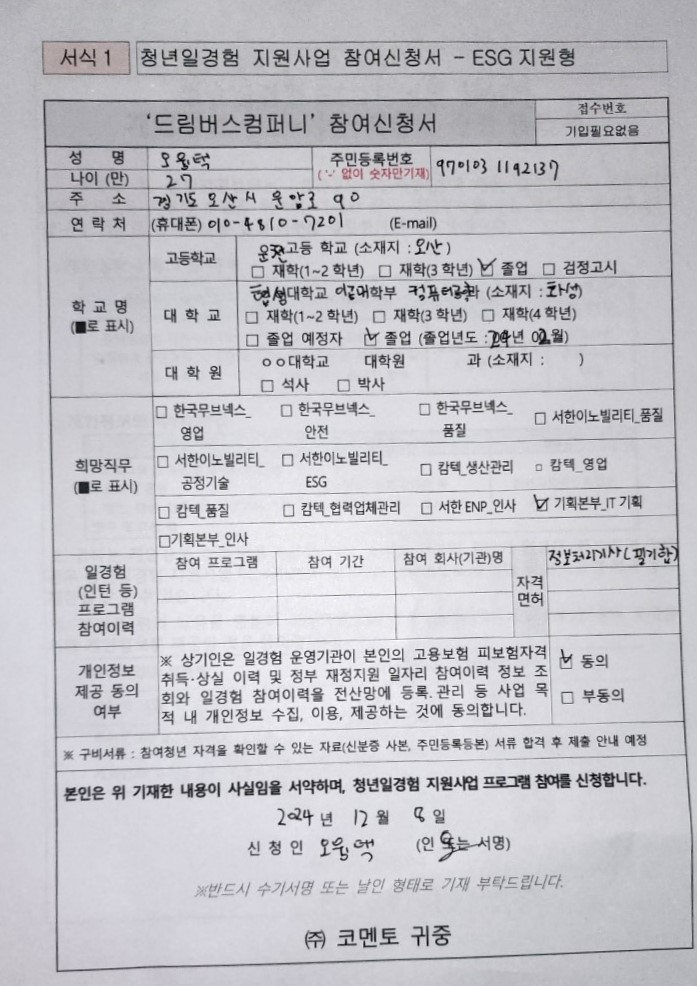 서식 1 청년일경험 지원사업 참여신청서 - ESG 지원형
'드림버스컴퍼니' 참여신청서
접수번호
기입필요없음
성 명
주민등록번호
( '-' 없이 숫자만기재)
970103 1192137
나이 (만) 27
주 소 경기도 오산시 운암로 90
연 락 처 (휴대폰) 010-4810-7201 (E-mail)
학 교 명
(■로 표시)
고등학교
고등 학교 (소재지 : 오산 )
□ 재학(1~2 학년) □ 재학(3 학년) ☑ 졸업 □ 검정고시
대 학 교
대학교 이공대학부 컴퓨터공학과 (소재지 : 화성)
□ 재학(1~2 학년) □ 재학(3 학년) □ 재학(4 학년)
□ 졸업 예정자 ☑ 졸업 (졸업년도 : 24년 02월)
대 학 원
ㅇㅇ대학교 대학원 과 (소재지 : )
□ 석사 □ 박사
희망직무
(■로 표시)
□ 한국무브넥스_영업 □ 한국무브넥스_안전 □ 한국무브넥스_품질 □ 서한이노빌리티_품질
□ 서한이노빌리티_공정기술 □ 서한이노빌리티_ESG □ 캄텍_생산관리 □ 캄텍_영업
□ 캄텍_품질 □ 캄텍_협력업체관리 □ 서한 ENP_인사 ☑ 기획본부_IT 기획
□기획본부_인사
일경험
(인턴 등)
프로그램
참여이력
참여 프로그램 참여 기간 참여 회사(기관)명
자격
면허
정보처리기사(필기합)
개인정보
제공 동의
여부
※ 상기인은 일경험 운영기관이 본인의 고용보험 피보험자격
취득·상실 이력 및 정부 재정지원 일자리 참여이력 정보 조
회와 일경험 참여이력을 전산망에 등록.관리 등 사업 목
적 내 개인정보 수집, 이용, 제공하는 것에 동의합니다.
☑ 동의
□ 부동의
※ 구비서류 : 참여청년 자격을 확인할 수 있는 자료(신분증 사본, 주민등록등본) 서류 합격 후 제출 안내 예정
본인은 위 기재한 내용이 사실임을 서약하며, 청년일경험 지원사업 프로그램 참여를 신청합니다.
2024 년 12 월 8 일
신 청 인 (인 또는 서명)
※반드시 수기서명 또는 날인 형태로 기재 부탁드립니다.
㈜ 코멘토 귀중